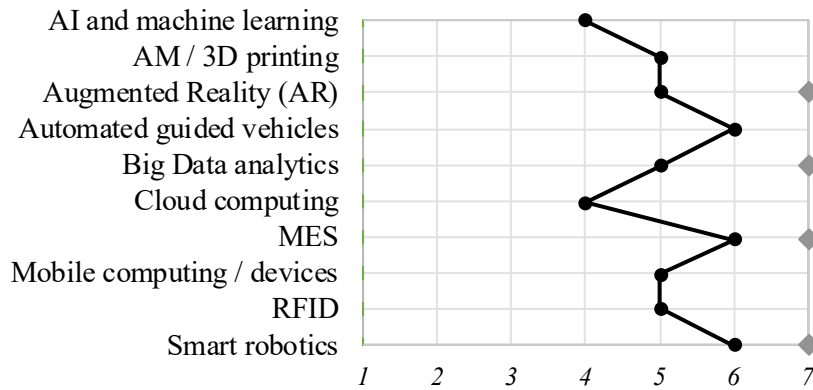 AI and machine learning
AM / 3D printing
Augmented Reality (AR)
Automated guided vehicles
Big Data analytics
Cloud computing
MES
Mobile computing / devices
RFID
Smart robotics
1 2 3 4 5 6 7